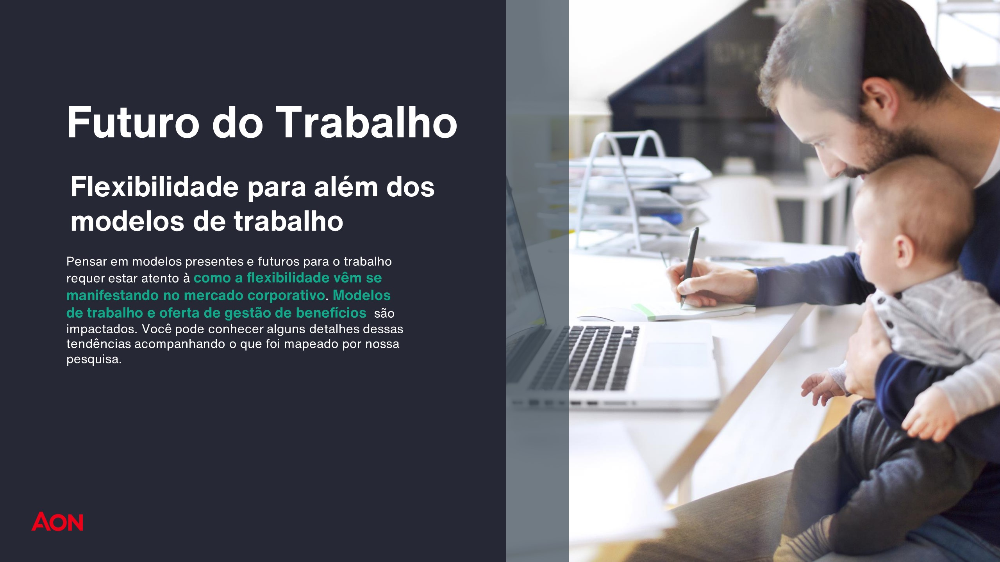 Futuro do Trabalho
Flexibilidade para além dos
modelos de trabalho
Pensar em modelos presentes e futuros para o trabalho
requer estar atento à como a flexibilidade vêm se
manifestando no mercado corporativo. Modelos
de trabalho e oferta de gestão de benefícios são
impactados. Você pode conhecer alguns detalhes dessas
tendências acompanhando o que foi mapeado por nossa
pesquisa.
AON